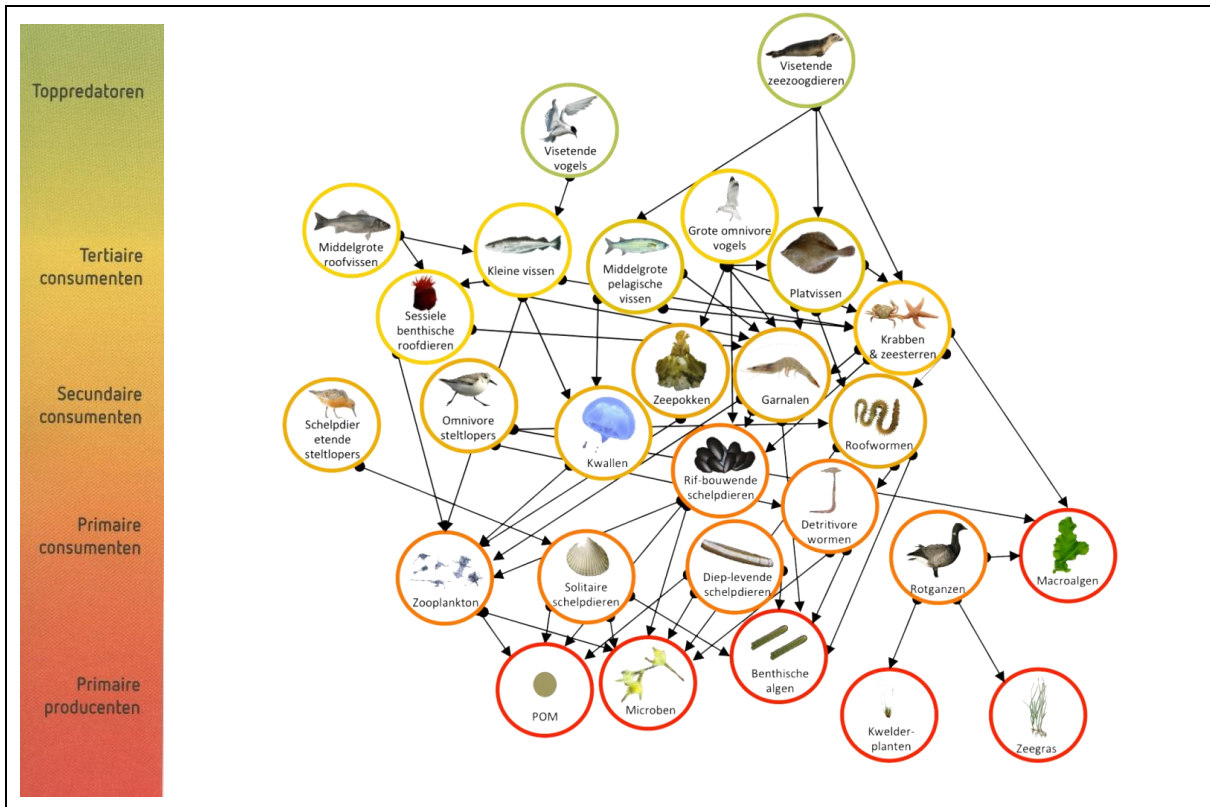 Toppredatoren
Tertiaire
consumenten
Secundaire
consumenten
Primaire
consumenten
Primaire
producenten
Visetende
zeezoogdieren
Visetende
vogels
Middelgrote
roofvissen
Kleine vissen
Middelgrote
pelagische
vissen
Grote omnivore
vogels
Platvissen
Sessiele
benthische
roofdieren
Krabben
& zeesterren
Schelpdier
etende
steltlopers
Omnivore
steltlopers
Kwallen
Zeepokken
Garnalen
Roofwormen
Rif-bouwende
schelpdieren
Detritivore
wormen
Zooplankton
Solitaire
schelpdieren
Diep-levende
schelpdieren
Rotganzen
Macroalgen
POM
Microben
Benthische
algen
Kwelder-
planten
Zeegras